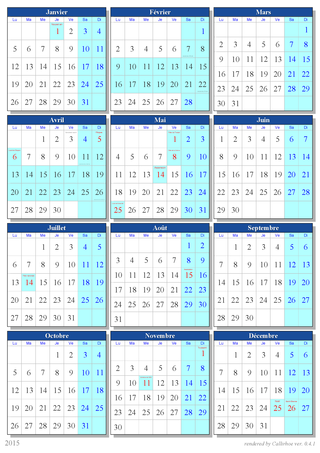 Janvier
Lu Ma Me Je Ve Sa Di
1 2 3 4
5 6 7 8 9 10 11
12 13 14 15 16 17 18
19 20 21 22 23 24 25
26 27 28 29 30 31
Février
Lu Ma Me Je Ve Sa Di
1
2 3 4 5 6 7 8
9 10 11 12 13 14 15
16 17 18 19 20 21 22
23 24 25 26 27 28
Mars
Lu Ma Me Je Ve Sa Di
1
2 3 4 5 6 7 8
9 10 11 12 13 14 15
16 17 18 19 20 21 22
23 24 25 26 27 28 29
30 31
Avril
Lu Ma Me Je Ve Sa Di
1 2 3 4 5
6 7 8 9 10 11 12
13 14 15 16 17 18 19
20 21 22 23 24 25 26
27 28 29 30
Mai
Lu Ma Me Je Ve Sa Di
1 2 3
4 5 6 7 8 9 10
11 12 13 14 15 16 17
18 19 20 21 22 23 24
25 26 27 28 29 30 31
Juin
Lu Ma Me Je Ve Sa Di
1 2 3 4 5 6 7
8 9 10 11 12 13 14
15 16 17 18 19 20 21
22 23 24 25 26 27 28
29 30
Juillet
Lu Ma Me Je Ve Sa Di
1 2 3 4 5
6 7 8 9 10 11 12
13 14 15 16 17 18 19
20 21 22 23 24 25 26
27 28 29 30 31
Août
Lu Ma Me Je Ve Sa Di
1 2
3 4 5 6 7 8 9
10 11 12 13 14 15 16
17 18 19 20 21 22 23
24 25 26 27 28 29 30
31
Septembre
Lu Ma Me Je Ve Sa Di
1 2 3 4 5 6
7 8 9 10 11 12 13
14 15 16 17 18 19 20
21 22 23 24 25 26 27
28 29 30
Octobre
Lu Ma Me Je Ve Sa Di
1 2 3 4
5 6 7 8 9 10 11
12 13 14 15 16 17 18
19 20 21 22 23 24 25
26 27 28 29 30 31
Novembre
Lu Ma Me Je Ve Sa Di
1
2 3 4 5 6 7 8
9 10 11 12 13 14 15
16 17 18 19 20 21 22
23 24 25 26 27 28 29
30
Décembre
Lu Ma Me Je Ve Sa Di
1 2 3 4 5 6
7 8 9 10 11 12 13
14 15 16 17 18 19 20
21 22 23 24 25 26 27
28 29 30 31
2015
rendered by Callirhoe ver. 0.4.1